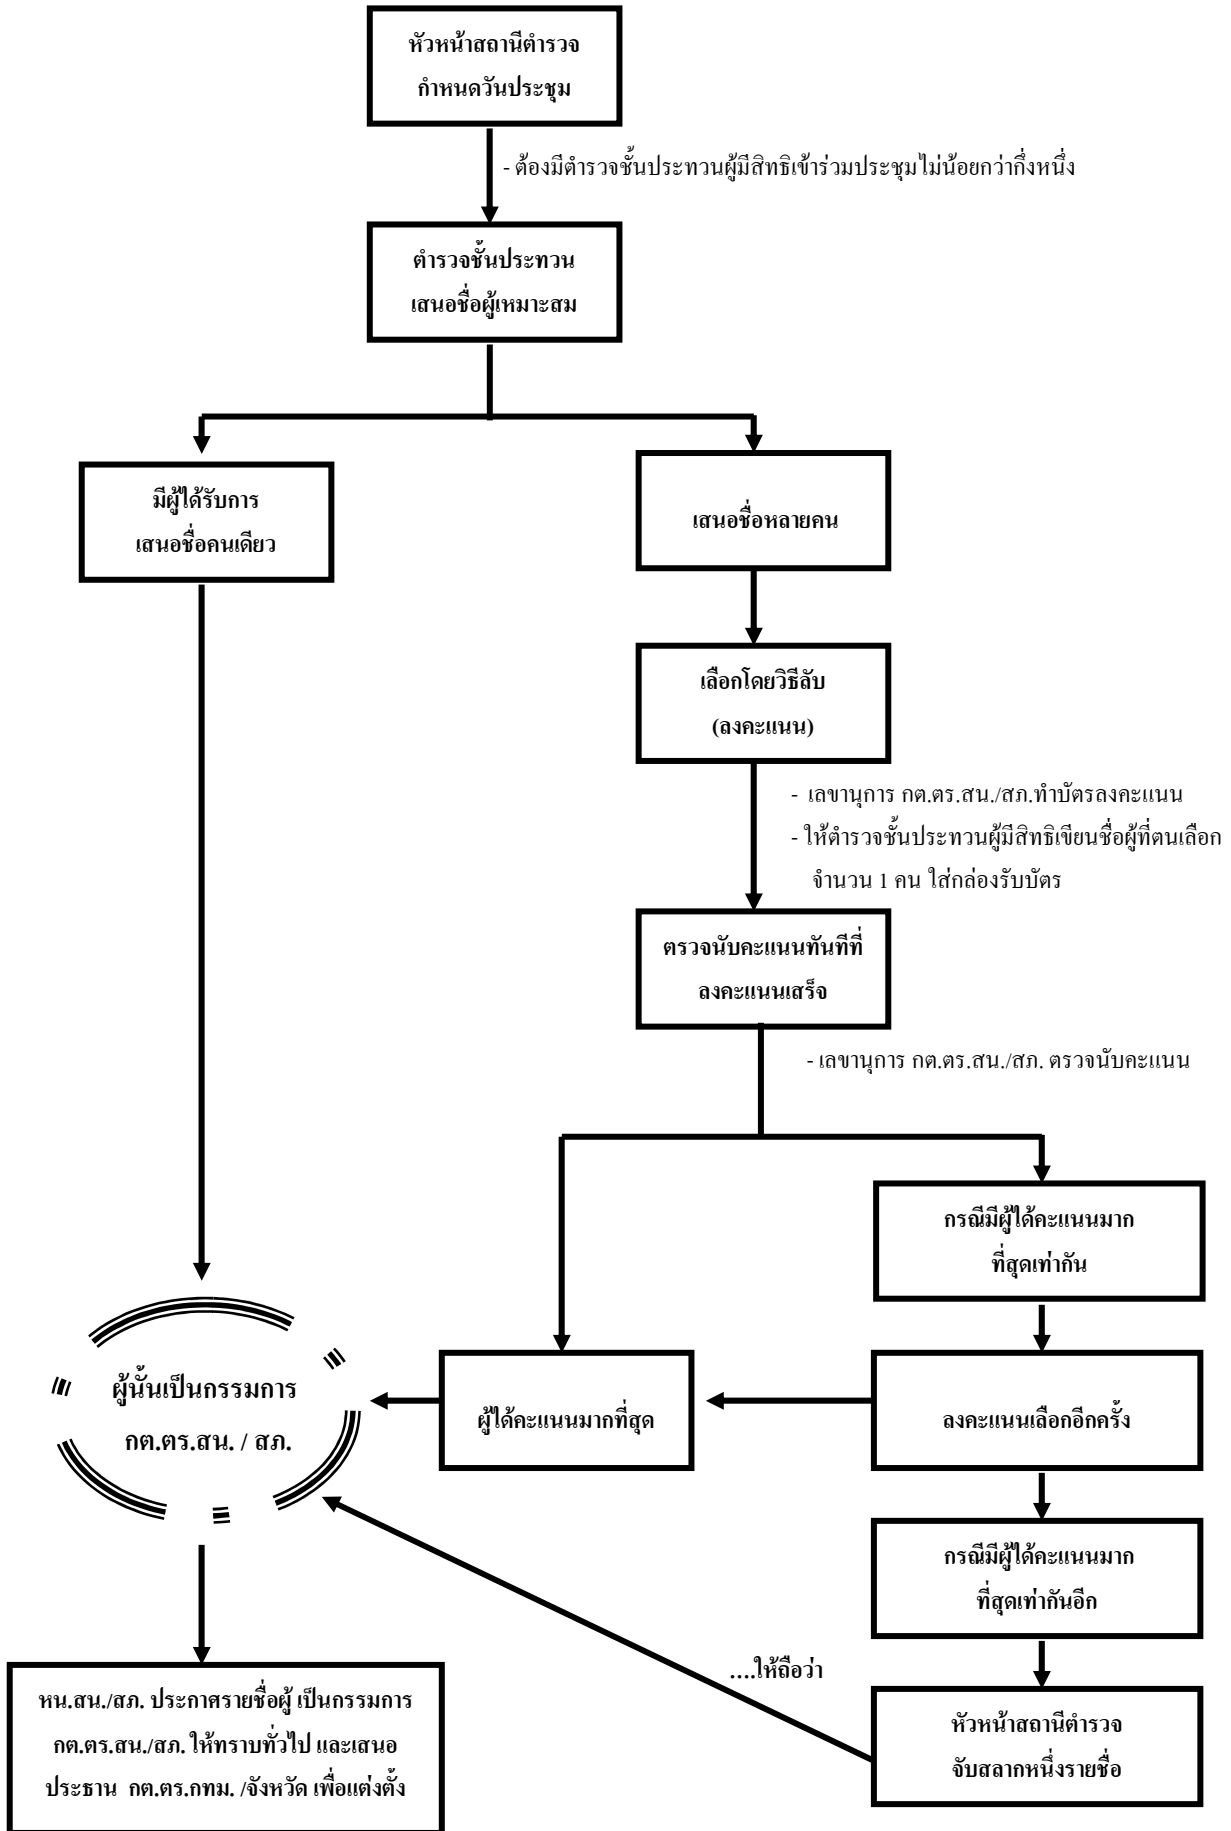 หัวหน้าสถานีตำรวจ
กำหนดวันประชุม
- ต้องมีตำรวจชั้นประทวนผู้มีสิทธิเข้าร่วมประชุมไม่น้อยกว่ากึ่งหนึ่ง
ตำรวจชั้นประทวน
เสนอชื่อผู้เหมาะสม
มีผู้ได้รับการ
เสนอชื่อคนเดียว
เสนอชื่อหลายคน
เลือกโดยวิธีลับ
(ลงคะแนน)
- เลขานุการ กต.ตร.สน./สภ.ทำบัตรลงคะแนน
- ให้ตำรวจชั้นประทวนผู้มีสิทธิเขียนชื่อผู้ที่ตนเลือก
จำนวน 1 คน ใส่กล่องรับบัตร
ตรวจนับคะแนนทันทีที่
ลงคะแนนเสร็จ
- เลขานุการ กต.ตร.สน./สภ. ตรวจนับคะแนน
กรณีมีผู้ได้คะแนนมาก
ที่สุดเท่ากัน
ผู้นั้นเป็นกรรมการ
กต.ตร.สน. / สภ.
ผู้ได้คะแนนมากที่สุด
ลงคะแนนเลือกอีกครั้ง
กรณีมีผู้ได้คะแนนมาก
ที่สุดเท่ากันอีก
....ให้ถือว่า
หัวหน้าสถานีตำรวจ
จับสลากหนึ่งรายชื่อ
หน.สน./สภ. ประกาศรายชื่อผู้ เป็นกรรมการ
กต.ตร.สน./สภ. ให้ทราบทั่วไป และเสนอ
ประธาน กต.ตร.กทม. /จังหวัด เพื่อแต่งตั้ง